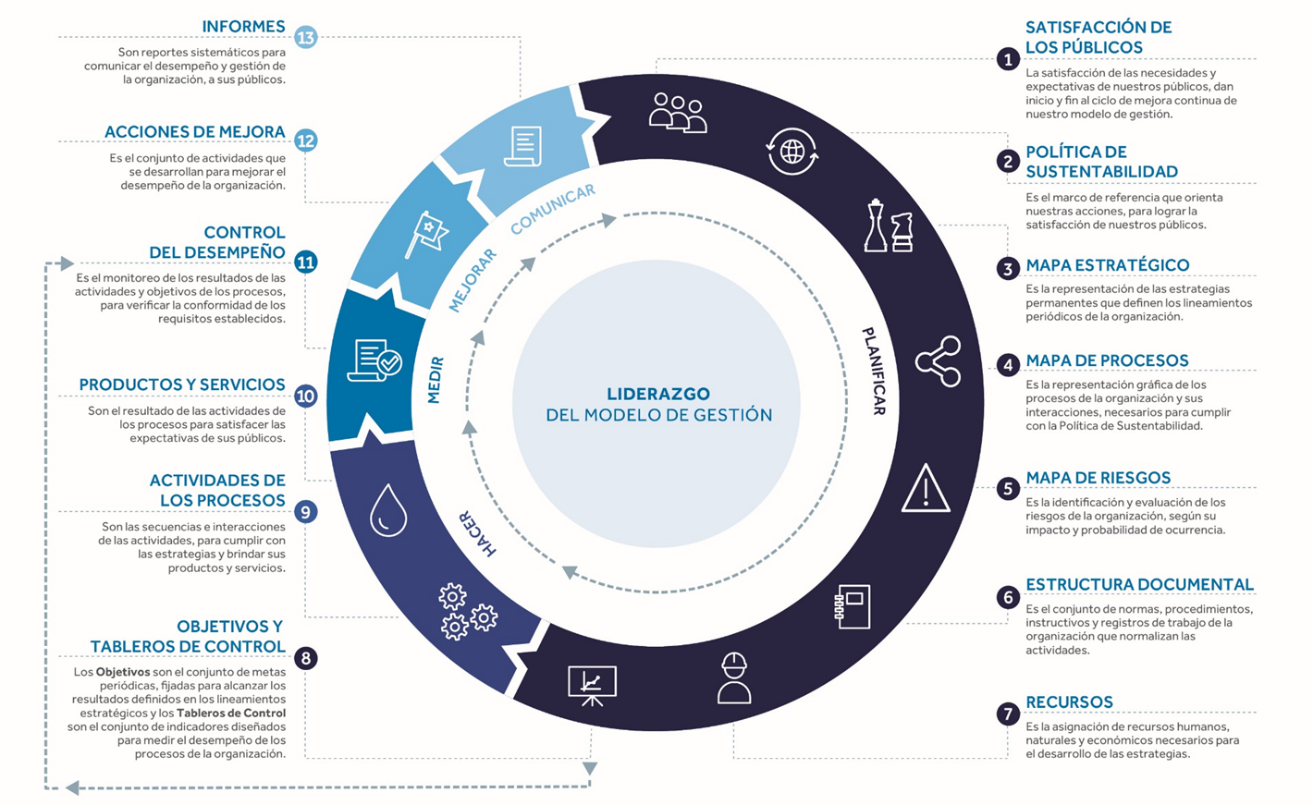 SATISFACCIÓN DE
LOS PÚBLICOS
1
La satisfacción de las necesidades y
expectativas de nuestros públicos, dan
inicio y fin al ciclo de mejora continua de
nuestro modelo de gestión.
2
POLÍTICA DE
SUSTENTABILIDAD
Es el marco de referencia que orienta
nuestras acciones, para lograr la
satisfacción de nuestros públicos.
3
MAPA ESTRATÉGICO
Es la representación de las estrategias
permanentes que definen los lineamientos
periódicos de la organización.
4
MAPA DE PROCESOS
Es la representación gráfica de los
procesos de la organización y sus
interacciones, necesarios para cumplir
con la Política de Sustentabilidad.
5
MAPA DE RIESGOS
Es la identificación y evaluación de los
riesgos de la organización, según su
impacto y probabilidad de ocurrencia.
6
ESTRUCTURA DOCUMENTAL
Es el conjunto de normas, procedimientos,
instructivos y registros de trabajo de la
organización que normalizan las
actividades.
7
RECURSOS
Es la asignación de recursos humanos,
naturales y económicos necesarios para
el desarrollo de las estrategias.
OBJETIVOS Y
TABLEROS DE CONTROL
8
Los Objetivos son el conjunto de metas
periódicas, fijadas para alcanzar los
resultados definidos en los lineamientos
estratégicos y los Tableros de Control
son el conjunto de indicadores diseñados
para medir el desempeño de los
procesos de la organización.
ACTIVIDADES DE
LOS PROCESOS
9
Son las secuencias e interacciones
de las actividades, para cumplir con
las estrategias y brindar sus
productos y servicios.
PRODUCTOS Y SERVICIOS
10
Son el resultado de las actividades de
los procesos para satisfacer las
expectativas de sus públicos.
CONTROL
DEL DESEMPEÑO
11
Es el monitoreo de los resultados de las
actividades y objetivos de los procesos,
para verificar la conformidad de los
requisitos establecidos.
ACCIONES DE MEJORA
12
Es el conjunto de actividades que
se desarrollan para mejorar el
desempeño de la organización.
INFORMES
13
Son reportes sistemáticos para
comunicar el desempeño y gestión de
la organización, a sus públicos.
PLANIFICAR
HACER
MEDIR
MEJORAR
COMUNICAR
LIDERAZGO
DEL MODELO DE GESTIÓN